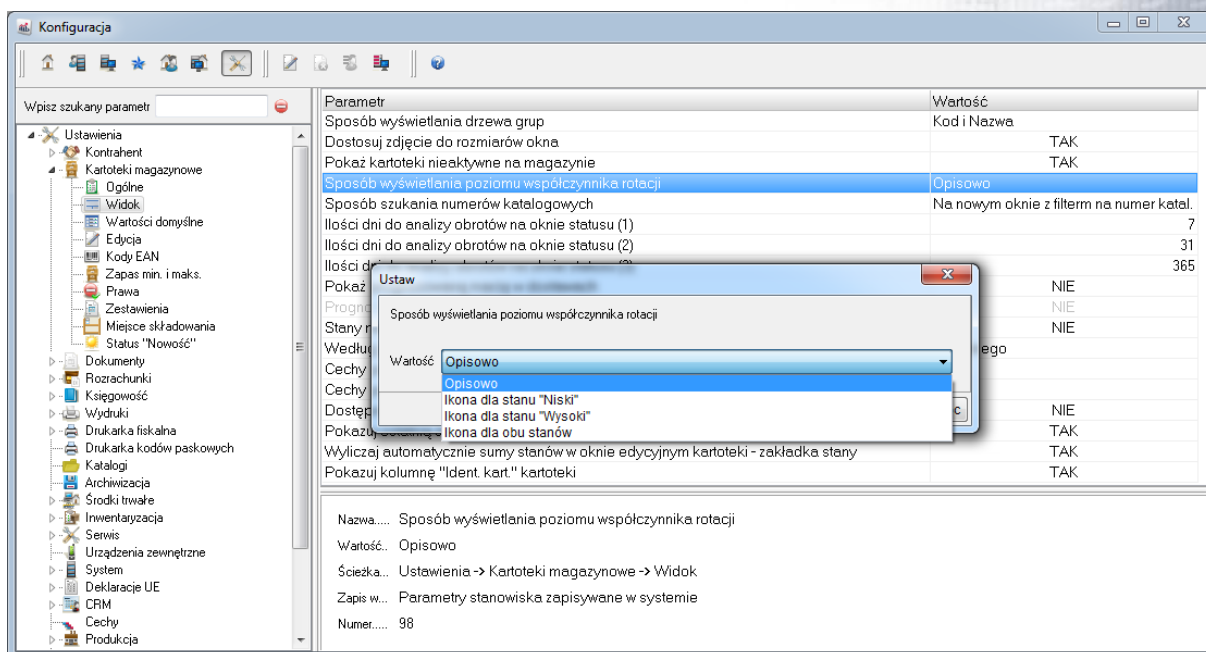 Konfiguracja
Wpisz szukany parametr
Ustawienia
Kontrahent
Kartoteki magazynowe
Ogólne
Widok
Wartości domyślne
Edycja
Kody EAN
Zapas min. i maks.
Prawa
Zestawienia
Miejsce składowania
Status "Nowość"
Dokumenty
Rozrachunki
Księgowość
Wydruki
Drukarka fiskalna
Drukarka kodów paskowych
Katalogi
Archiwizacja
Środki trwałe
Inwentaryzacja
Serwis
Urządzenia zewnętrzne
System
Deklaracje UE
CRM
Cechy
Produkcja
Parametr Wartość
Sposób wyświetlania drzewa grup Kod i Nazwa
Dostosuj zdjęcie do rozmiarów okna TAK
Pokaż kartoteki nieaktywne na magazynie TAK
Sposób wyświetlania poziomu współczynnika rotacji Opisowo
Sposób szukania numerów katalogowych Na nowym oknie z filterm na numer katal.
Ilości dni do analizy obrotów na oknie statusu (1) 7
Ilości dni do analizy obrotów na oknie statusu (2) 31
Ilości 365
Pokaż NIE
NIE
Stany NIE
ego
Cechy
Cechy
NIE
TAK
Wyliczaj automatycznie sumy stanów w oknie edycyjnym kartoteki - zakładka stany TAK
Pokazuj kolumnę "Ident. kart." kartoteki TAK
Ustaw
Sposób wyświetlania poziomu współczynnika rotacji
Wartość Opisowo
Opisowo
Ikona dla stanu "Niski"
Ikona dla stanu "Wysoki"
Ikona dla obu stanów
Nazwa..... Sposób wyświetlania poziomu współczynnika rotacji
Wartość.. Opisowo
Ścieżka... Ustawienia -> Kartoteki magazynowe -> Widok
Zapis w... Parametry stanowiska zapisywane w systemie
Numer..... 98